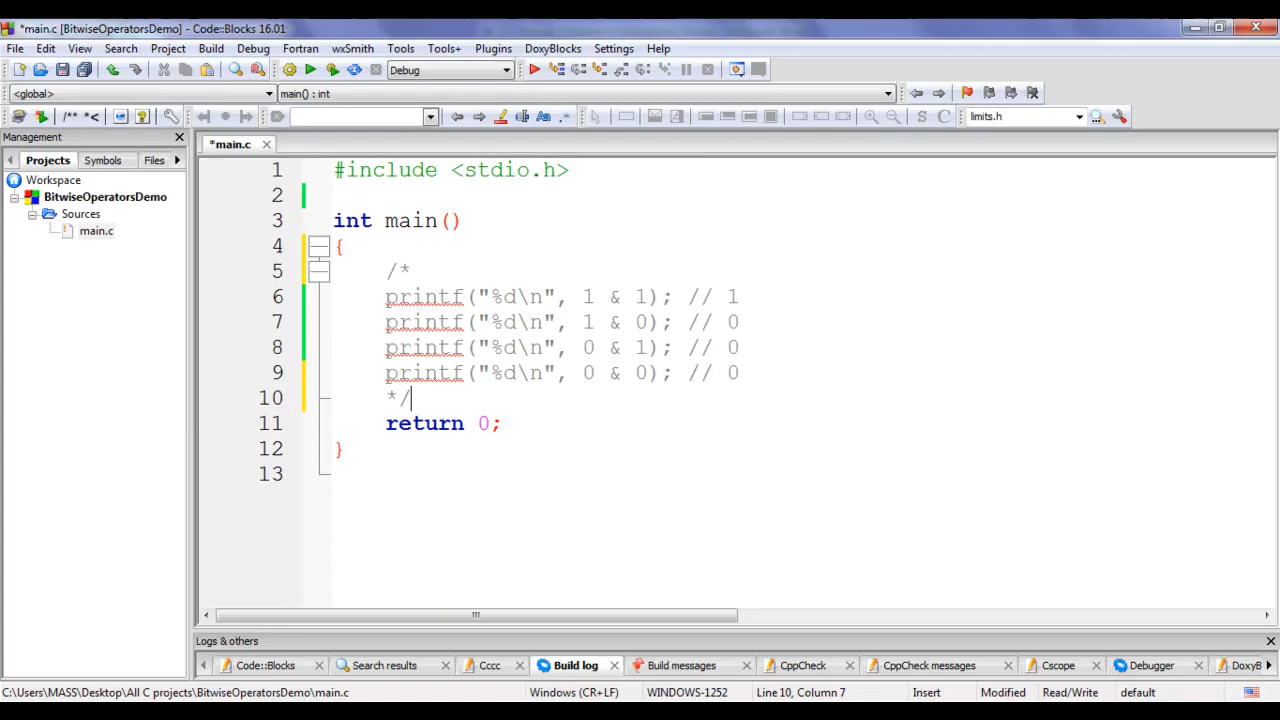 *main.c [BitwiseOperatorsDemo] - Code::Blocks 16.01
File Edit View Search Project Build Debug Fortran wxSmith Tools Tools+ Plugins DoxyBlocks Settings Help
Debug
<global> main() : int
/** *< Aa .* S C limits.h
Management
Projects Symbols Files
*main.c
Workspace
BitwiseOperatorsDemo
Sources
main.c
1 #include <stdio.h>
2
3 int main()
4 {
5 /*
6 printf("%d\n", 1 & 1); // 1
7 printf("%d\n", 1 & 0); // 0
8 printf("%d\n", 0 & 1); // 0
9 printf("%d\n", 0 & 0); // 0
10 */
11 return 0;
12 }
13
Logs & others
Code::Blocks Search results Cccc Build log Build messages CppCheck CppCheck messages Cscope Debugger DoxyB
C:\Users\MASS\Desktop\All C projects\BitwiseOperatorsDemo\main.c Windows (CR+LF) WINDOWS-1252 Line 10, Column 7 Insert Modified Read/Write default